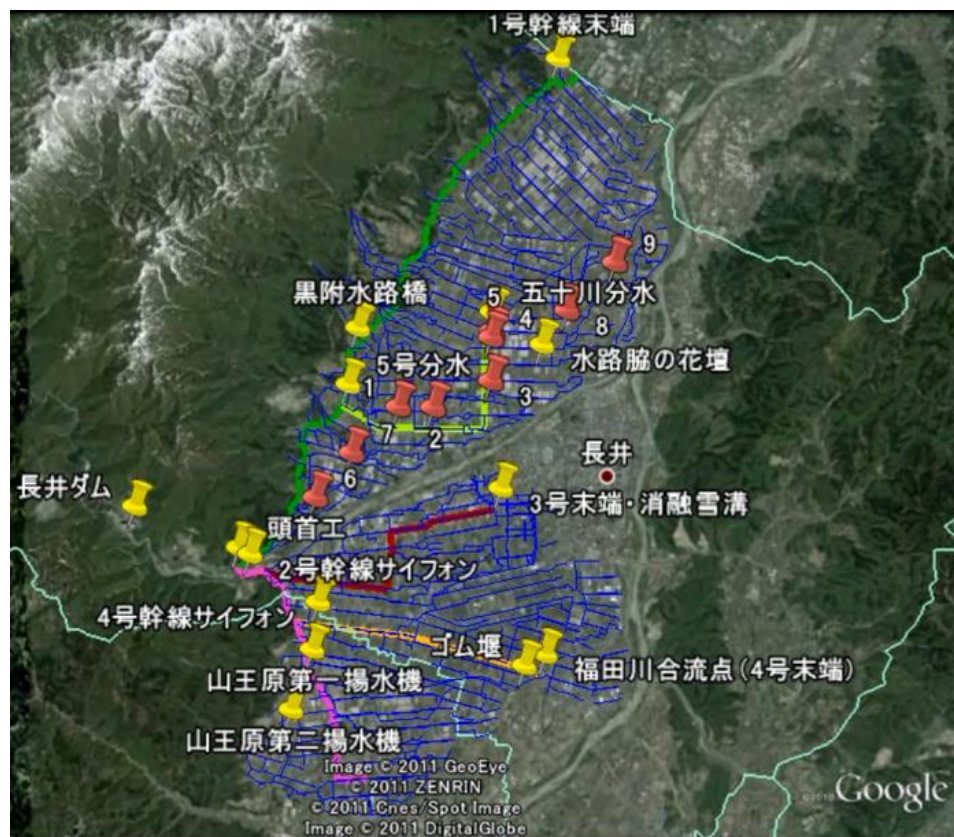 1号幹線末端
9
黒附水路橋
5
五十川分水
4
8
水路脇の花壇
5号分水
1
3
7
2
長井
6
長井ダム
3号末端・消融雪溝
頭首工
2号幹線サイフォン
4号幹線サイフォン
ゴム堰
福田川合流点(4号末端)
山王原第一揚水機
山王原第二揚水機
Image © 2011 GeoEye
© 2011 ZENRIN
© 2011 Cnes/Spot Image
Image © 2011 DigitalGlobe
Google